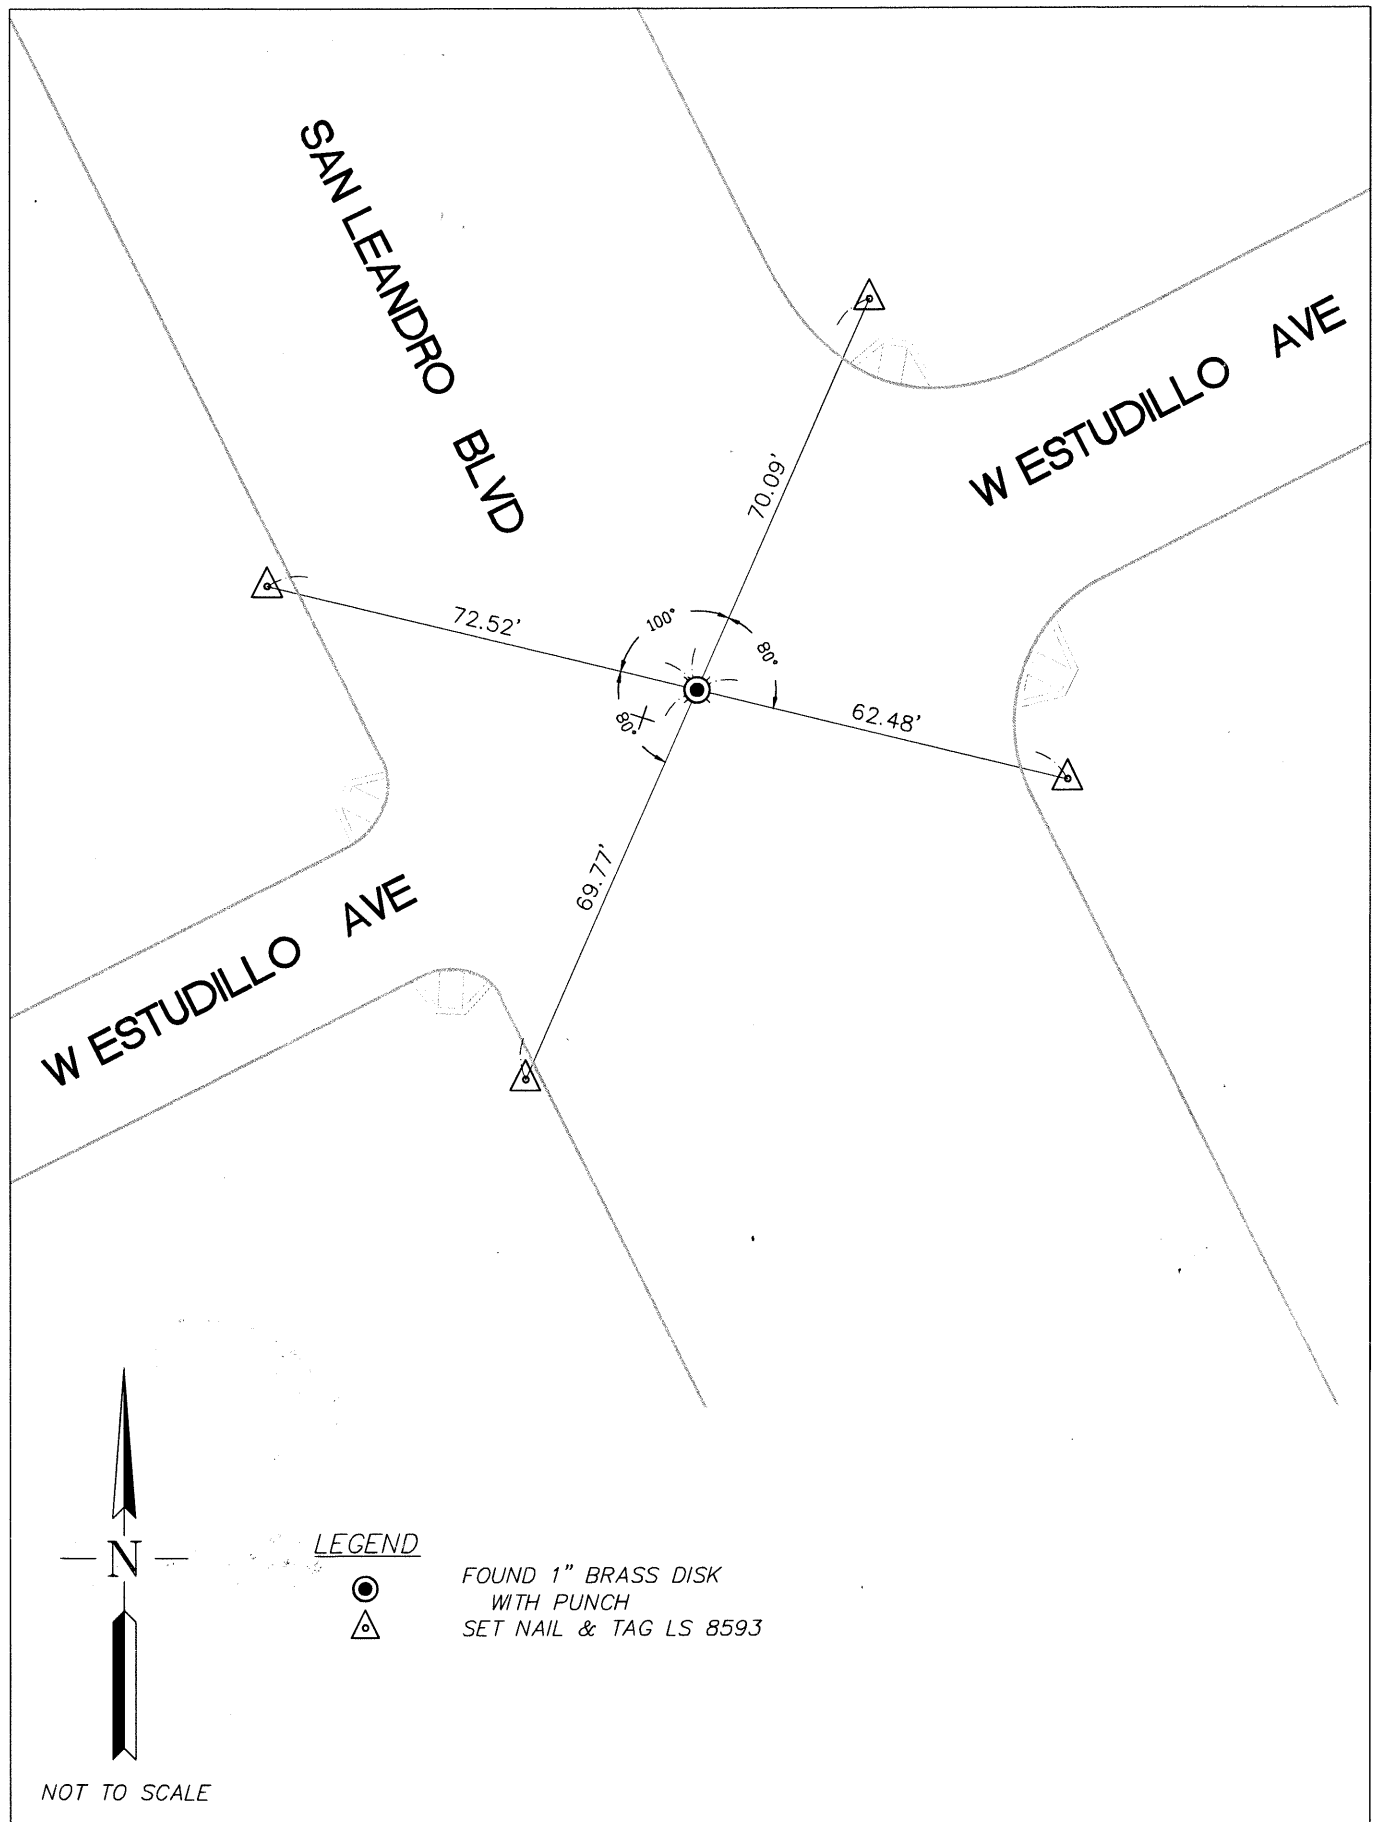 SAN LEANDRO BLVD
W ESTUDILLO AVE
70.09'
72.52'
100°
80°
62.48'
80°
69.77'
W ESTUDILLO AVE
N
LEGEND
FOUND 1" BRASS DISK
WITH PUNCH
SET NAIL & TAG LS 8593
NOT TO SCALE